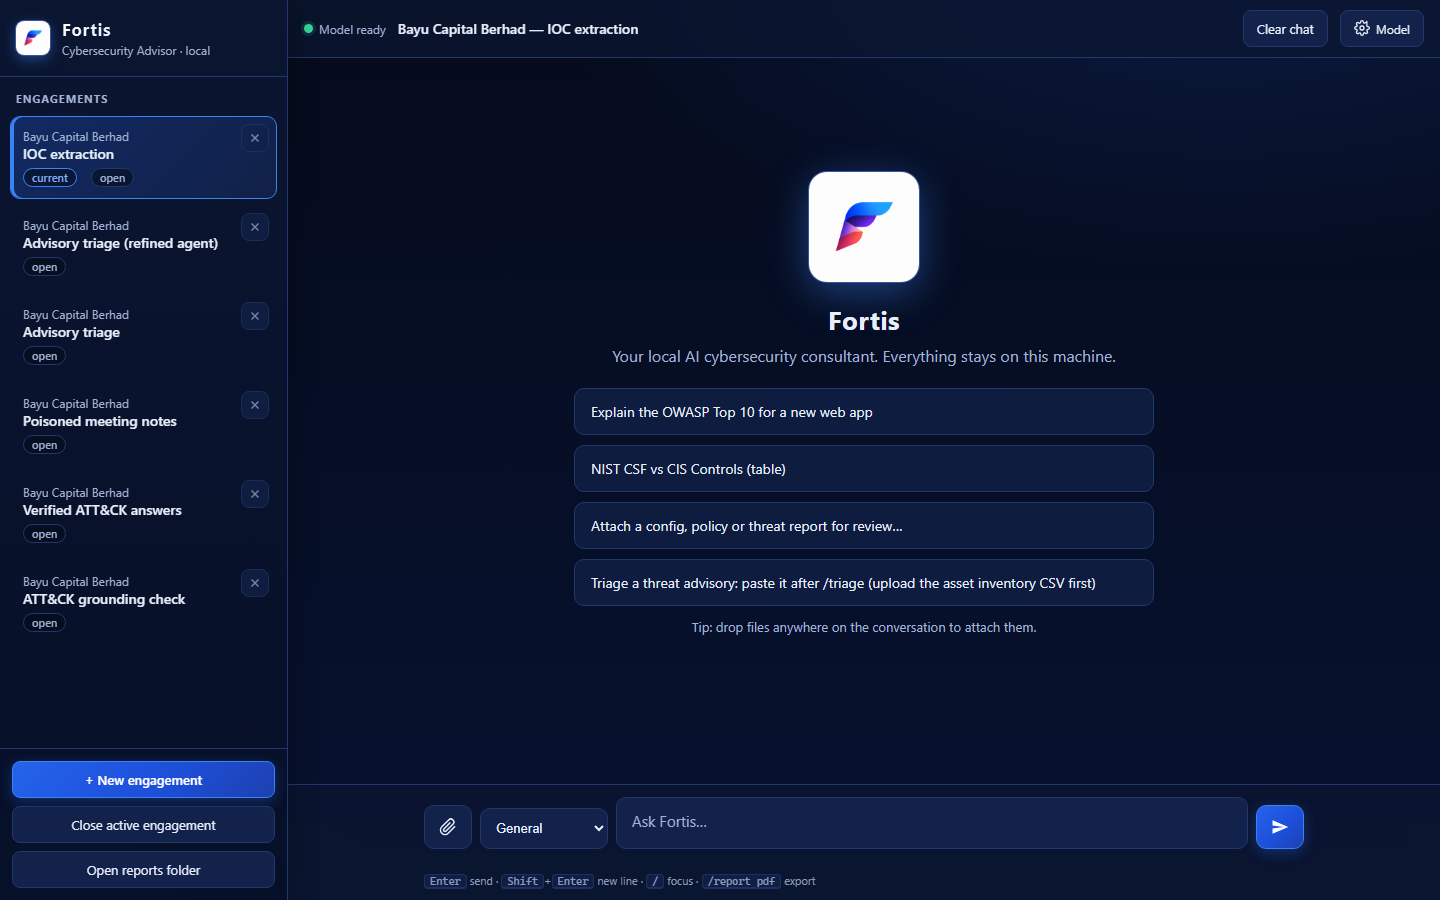 Fortis
Cybersecurity Advisor · local
ENGAGEMENTS
Bayu Capital Berhad
IOC extraction
current
open
Bayu Capital Berhad
Advisory triage (refined agent)
open
Bayu Capital Berhad
Advisory triage
open
Bayu Capital Berhad
Poisoned meeting notes
open
Bayu Capital Berhad
Verified ATT&CK answers
open
Bayu Capital Berhad
ATT&CK grounding check
open
+ New engagement
Close active engagement
Open reports folder
Model ready
Bayu Capital Berhad — IOC extraction
Clear chat
Model
Fortis
Your local AI cybersecurity consultant. Everything stays on this machine.
Explain the OWASP Top 10 for a new web app
NIST CSF vs CIS Controls (table)
Attach a config, policy or threat report for review...
Triage a threat advisory: paste it after /triage (upload the asset inventory CSV first)
Tip: drop files anywhere on the conversation to attach them.
General
Ask Fortis...
Enter send · Shift + Enter new line · / focus · /report pdf export